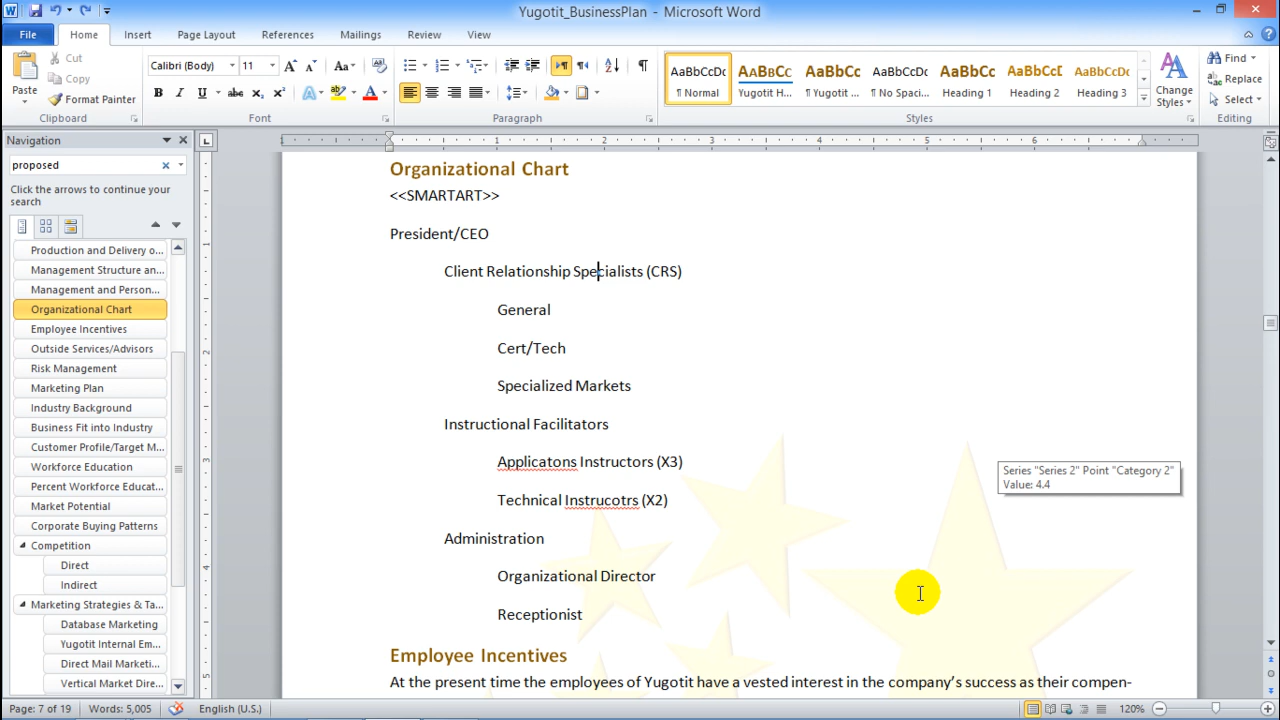 Yugotit_BusinessPlan - Microsoft Word
File Home Insert Page Layout References Mailings Review View
Paste Cut Copy Format Painter
Clipboard
Calibri (Body) 11
Font
Paragraph
AaBbCcDc AaBbCc AaBbCc AaBbCcDc AaBbCc AaBbCcD AaBbCcDc
¶ Normal Yugotit H... ¶ Yugotit ... ¶ No Spaci... Heading 1 Heading 2 Heading 3
Styles
Change Styles
Find Replace Select
Editing
Navigation
proposed
Click the arrows to continue your
search
Production and Delivery o...
Management Structure an...
Management and Person...
Organizational Chart
Employee Incentives
Outside Services/Advisors
Risk Management
Marketing Plan
Industry Background
Business Fit into Industry
Customer Profile/Target M...
Workforce Education
Percent Workforce Educat...
Market Potential
Corporate Buying Patterns
Competition
Direct
Indirect
Marketing Strategies & Ta...
Database Marketing
Yugotit Internal Em...
Direct Mail Marketi...
Vertical Market Dire...
1 1 2 3 4 5 6 7
Organizational Chart
<<SMARTART>>
President/CEO
Client Relationship Specialists (CRS)
General
Cert/Tech
Specialized Markets
Instructional Facilitators
Applicatons Instructors (X3)
Technical Instrucotrs (X2)
Administration
Organizational Director
Receptionist
Employee Incentives
At the present time the employees of Yugotit have a vested interest in the company's success as their compen-
Series "Series 2" Point "Category 2"
Value: 4.4
Page: 7 of 19 Words: 5,005 English (U.S.) 120%